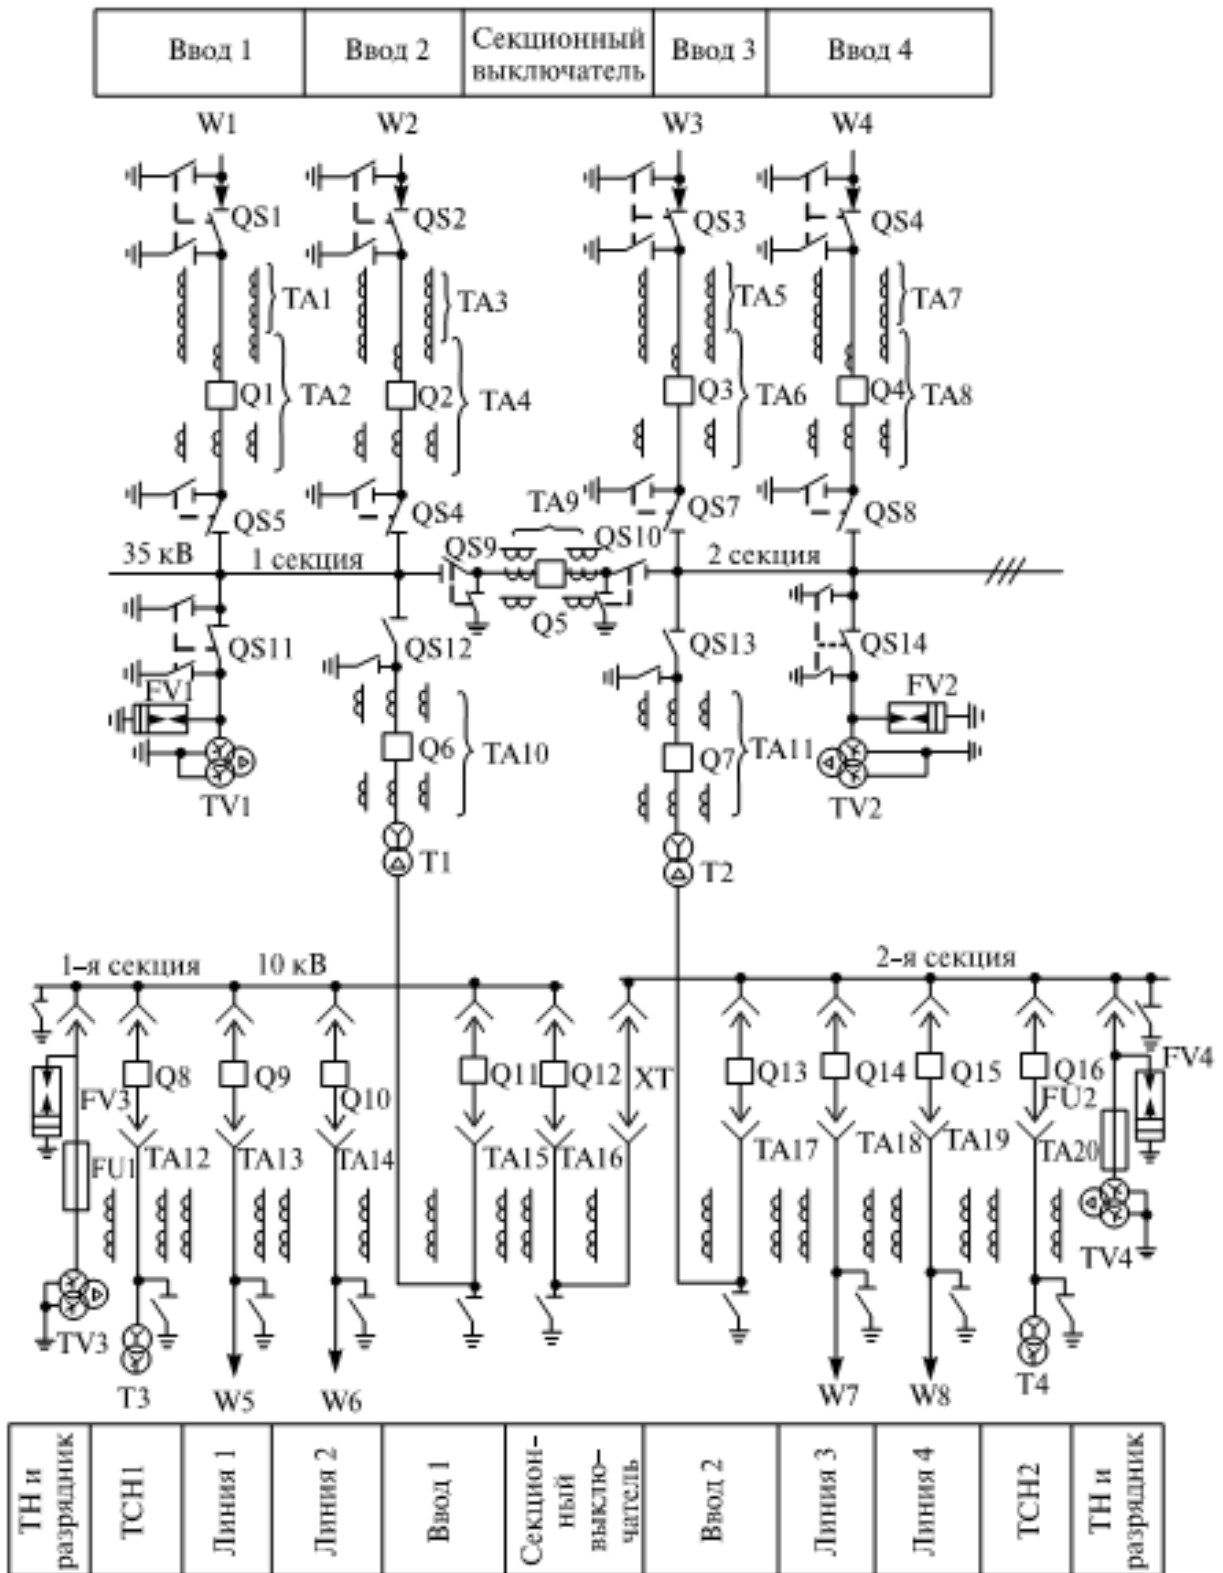 Ввод 1
Ввод 2
Секционный
выключатель
Ввод 3
Ввод 4
W1
W2
W3
W4
QS1
QS2
QS3
QS4
TA1
TA3
TA5
TA7
Q1
TA2
Q2
TA4
Q3
TA6
Q4
TA8
QS5
QS4
TA9
QS7
QS8
35 кВ
1 секция
QS9
QS10
2 секция
Q5
QS11
QS12
QS13
QS14
FV1
FV2
Q6
TA10
Q7
TA11
TV1
TV2
T1
T2
1–я секция
10 кВ
2–я секция
Q8
Q9
Q10
Q11
Q12
XT
Q13
Q14
Q15
Q16
FV3
FU2
FV4
FU1
TA12
TA13
TA14
TA15
TA16
TA17
TA18
TA19
TA20
TV3
TV4
T3
W5
W6
W7
W8
T4
ТН и
разрядник
ТСН1
Линия 1
Линия 2
Ввод 1
Секцион–
ный
выклю–
чатель
Ввод 2
Линия 3
Линия 4
ТСН2
ТН и
разрядник